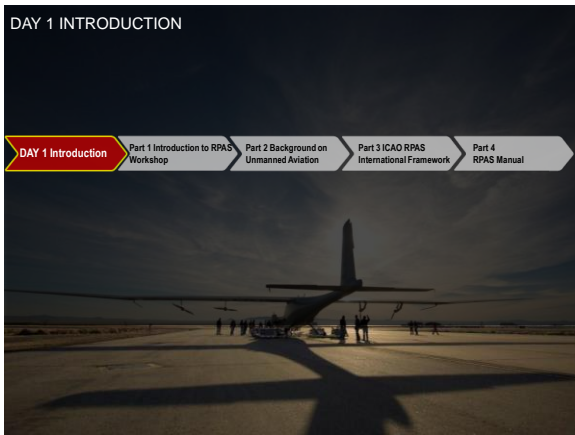 DAY 1 INTRODUCTION
DAY 1 Introduction
Part 1 Introduction to RPAS
Workshop
Part 2 Background on
Unmanned Aviation
Part 3 ICAO RPAS
International Framework
Part 4
RPAS Manual